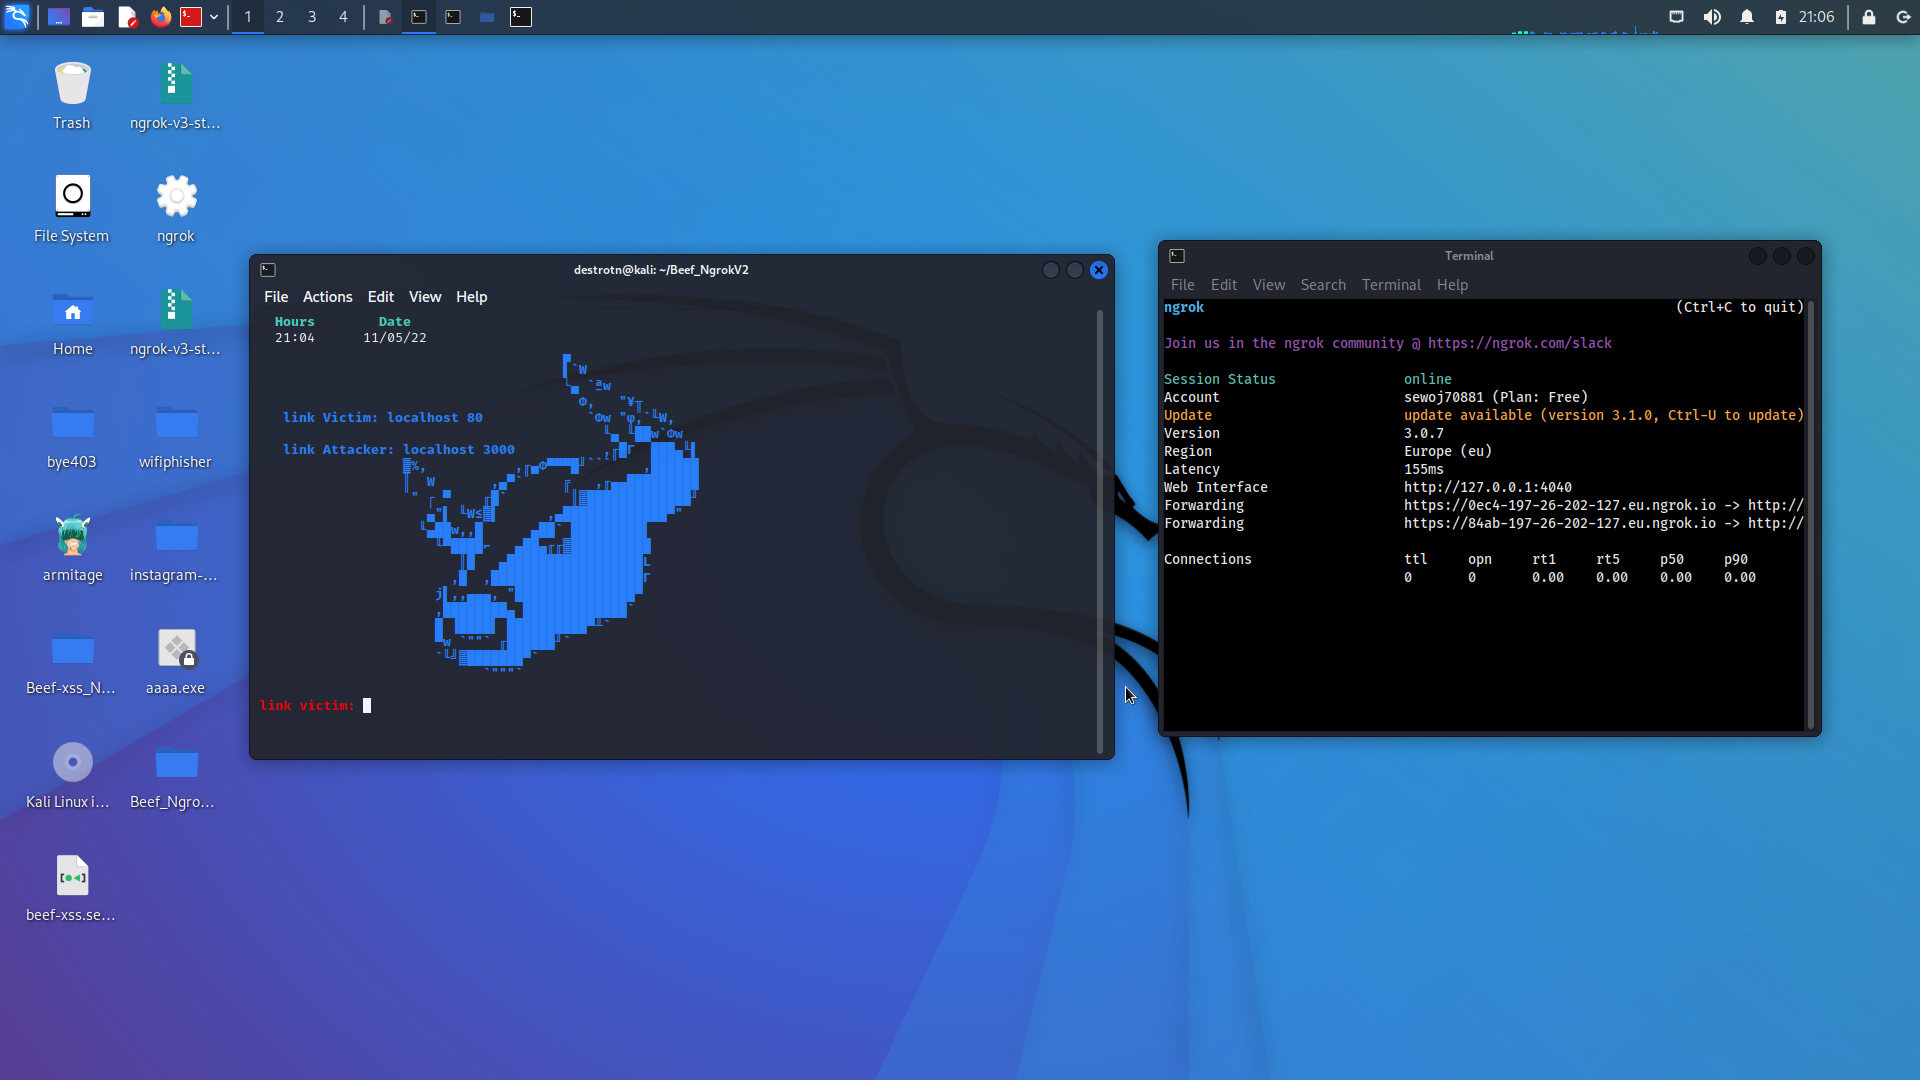 1 2 3 4
21:06
Trash
ngrok-v3-st...
File System
ngrok
Home
ngrok-v3-st...
bye403
wifiphisher
armitage
instagram-...
Beef-xss_N...
aaaa.exe
Kali Linux i...
Beef_Ngro...
beef-xss.se...
destrotn@kali: ~/Beef_NgrokV2
File Actions Edit View Help
Hours Date
21:04 11/05/22
link Victim: localhost 80
link Attacker: localhost 3000
link victim:
Terminal
File Edit View Search Terminal Help
ngrok (Ctrl+C to quit)
Join us in the ngrok community @ https://ngrok.com/slack
Session Status online
Account sewoj70881 (Plan: Free)
Update update available (version 3.1.0, Ctrl-U to update)
Version 3.0.7
Region Europe (eu)
Latency 155ms
Web Interface http://127.0.0.1:4040
Forwarding https://0ec4-197-26-202-127.eu.ngrok.io -> http://
Forwarding https://84ab-197-26-202-127.eu.ngrok.io -> http://
Connections ttl opn rt1 rt5 p50 p90
0 0 0.00 0.00 0.00 0.00